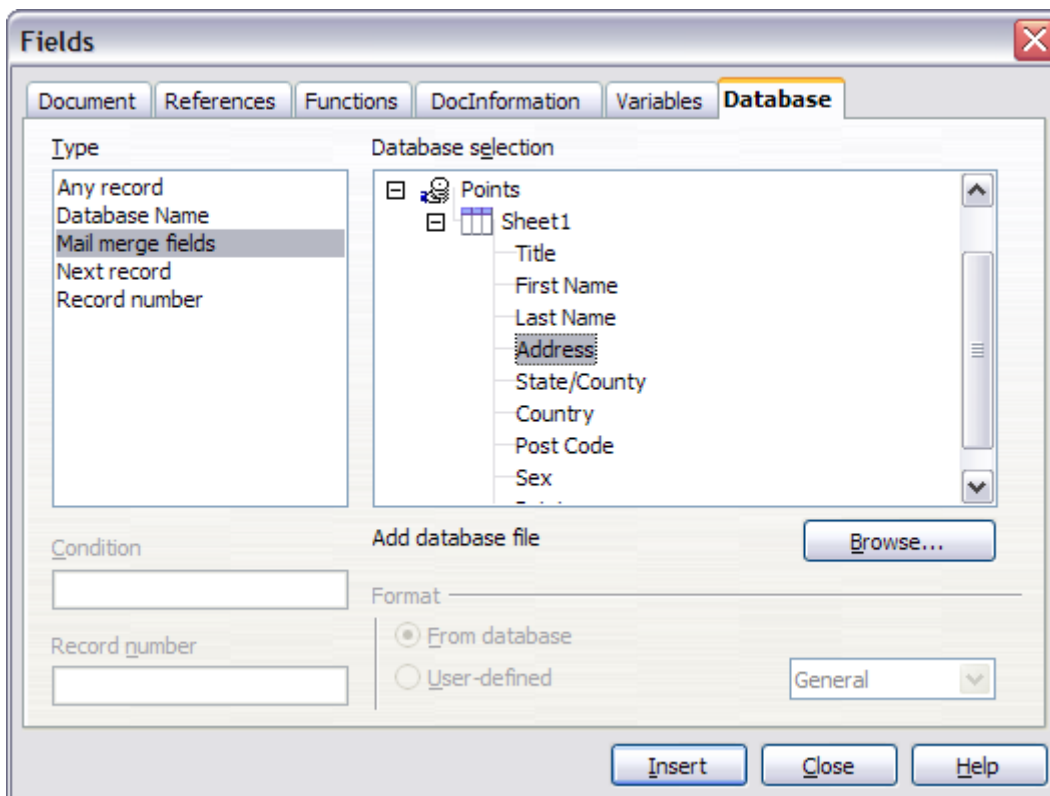 Fields
Document References Functions DocInformation Variables Database
Type
Any record
Database Name
Mail merge fields
Next record
Record number
Database selection
Points
Sheet1
Title
First Name
Last Name
Address
State/County
Country
Post Code
Sex
Condition
Record number
Add database file
Browse...
Format
From database
User-defined
General
Insert Close Help